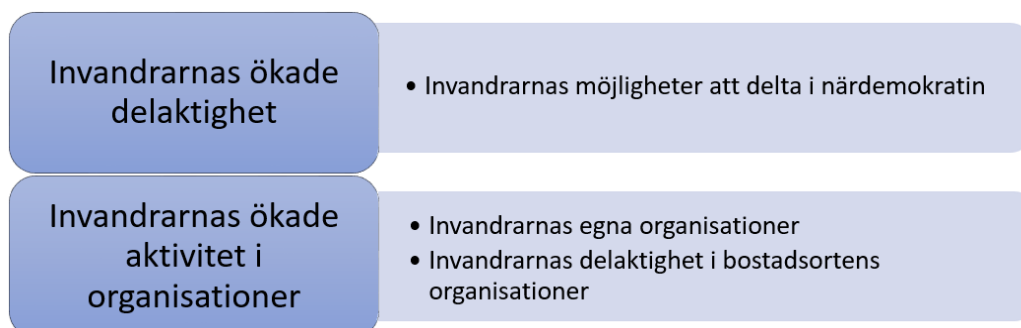 Invandrarnas ökade
delaktighet
• Invandrarnas möjligheter att delta i närdemokratin
Invandrarnas ökade
aktivitet i
organisationer
• Invandrarnas egna organisationer
• Invandrarnas delaktighet i bostadsortens
organisationer